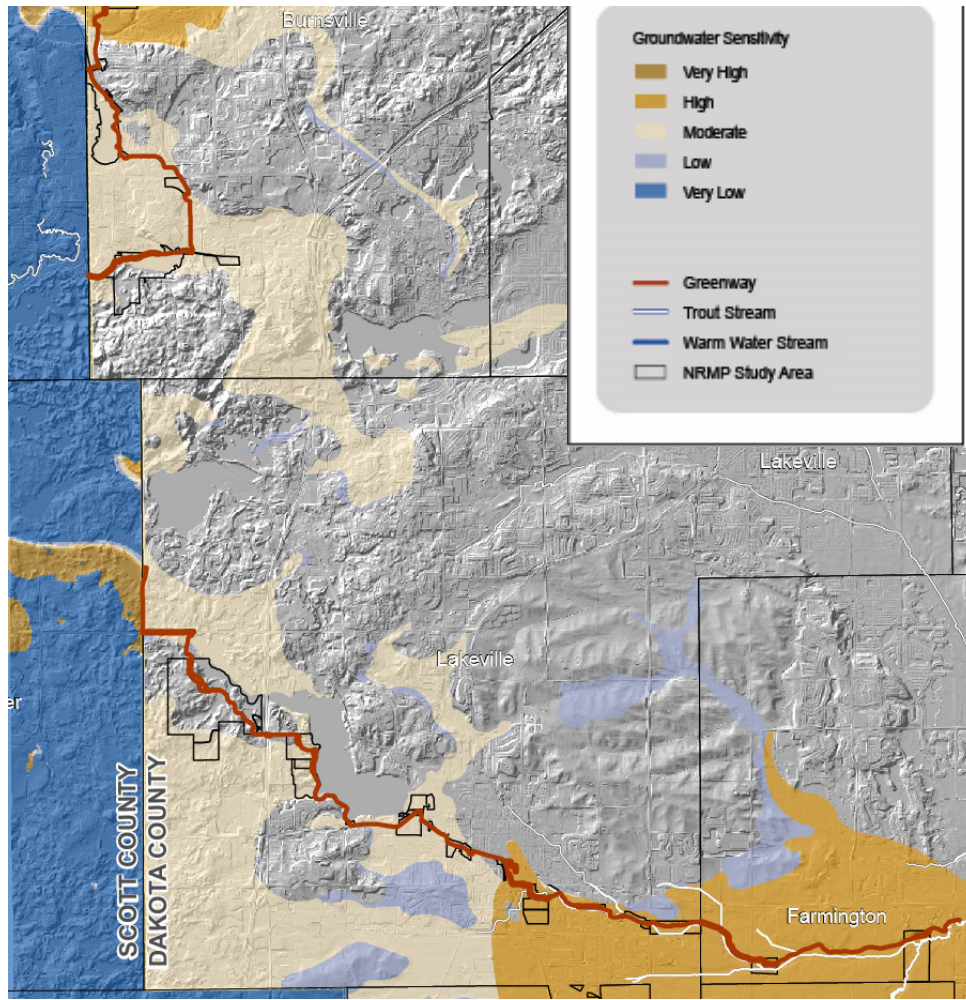 Burnsville
Groundwater Sensitivity
Very High
High
Moderate
Low
Very Low
Greenway
Trout Stream
Warm Water Stream
NRMP Study Area
Lakeville
Lakeville
er
SCOTT COUNTY
DAKOTA COUNTY
Farmington